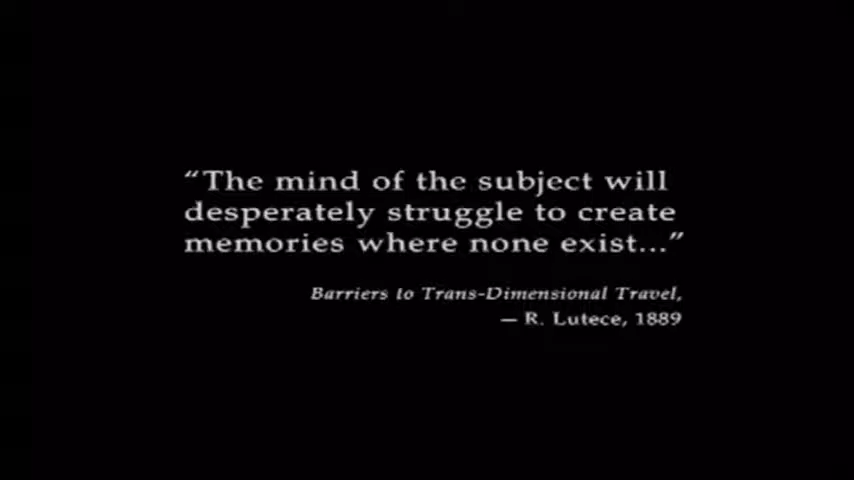 “The mind of the subject will
desperately struggle to create
memories where none exist...”
Barriers to Trans-Dimensional Travel,
— R. Lutece, 1889